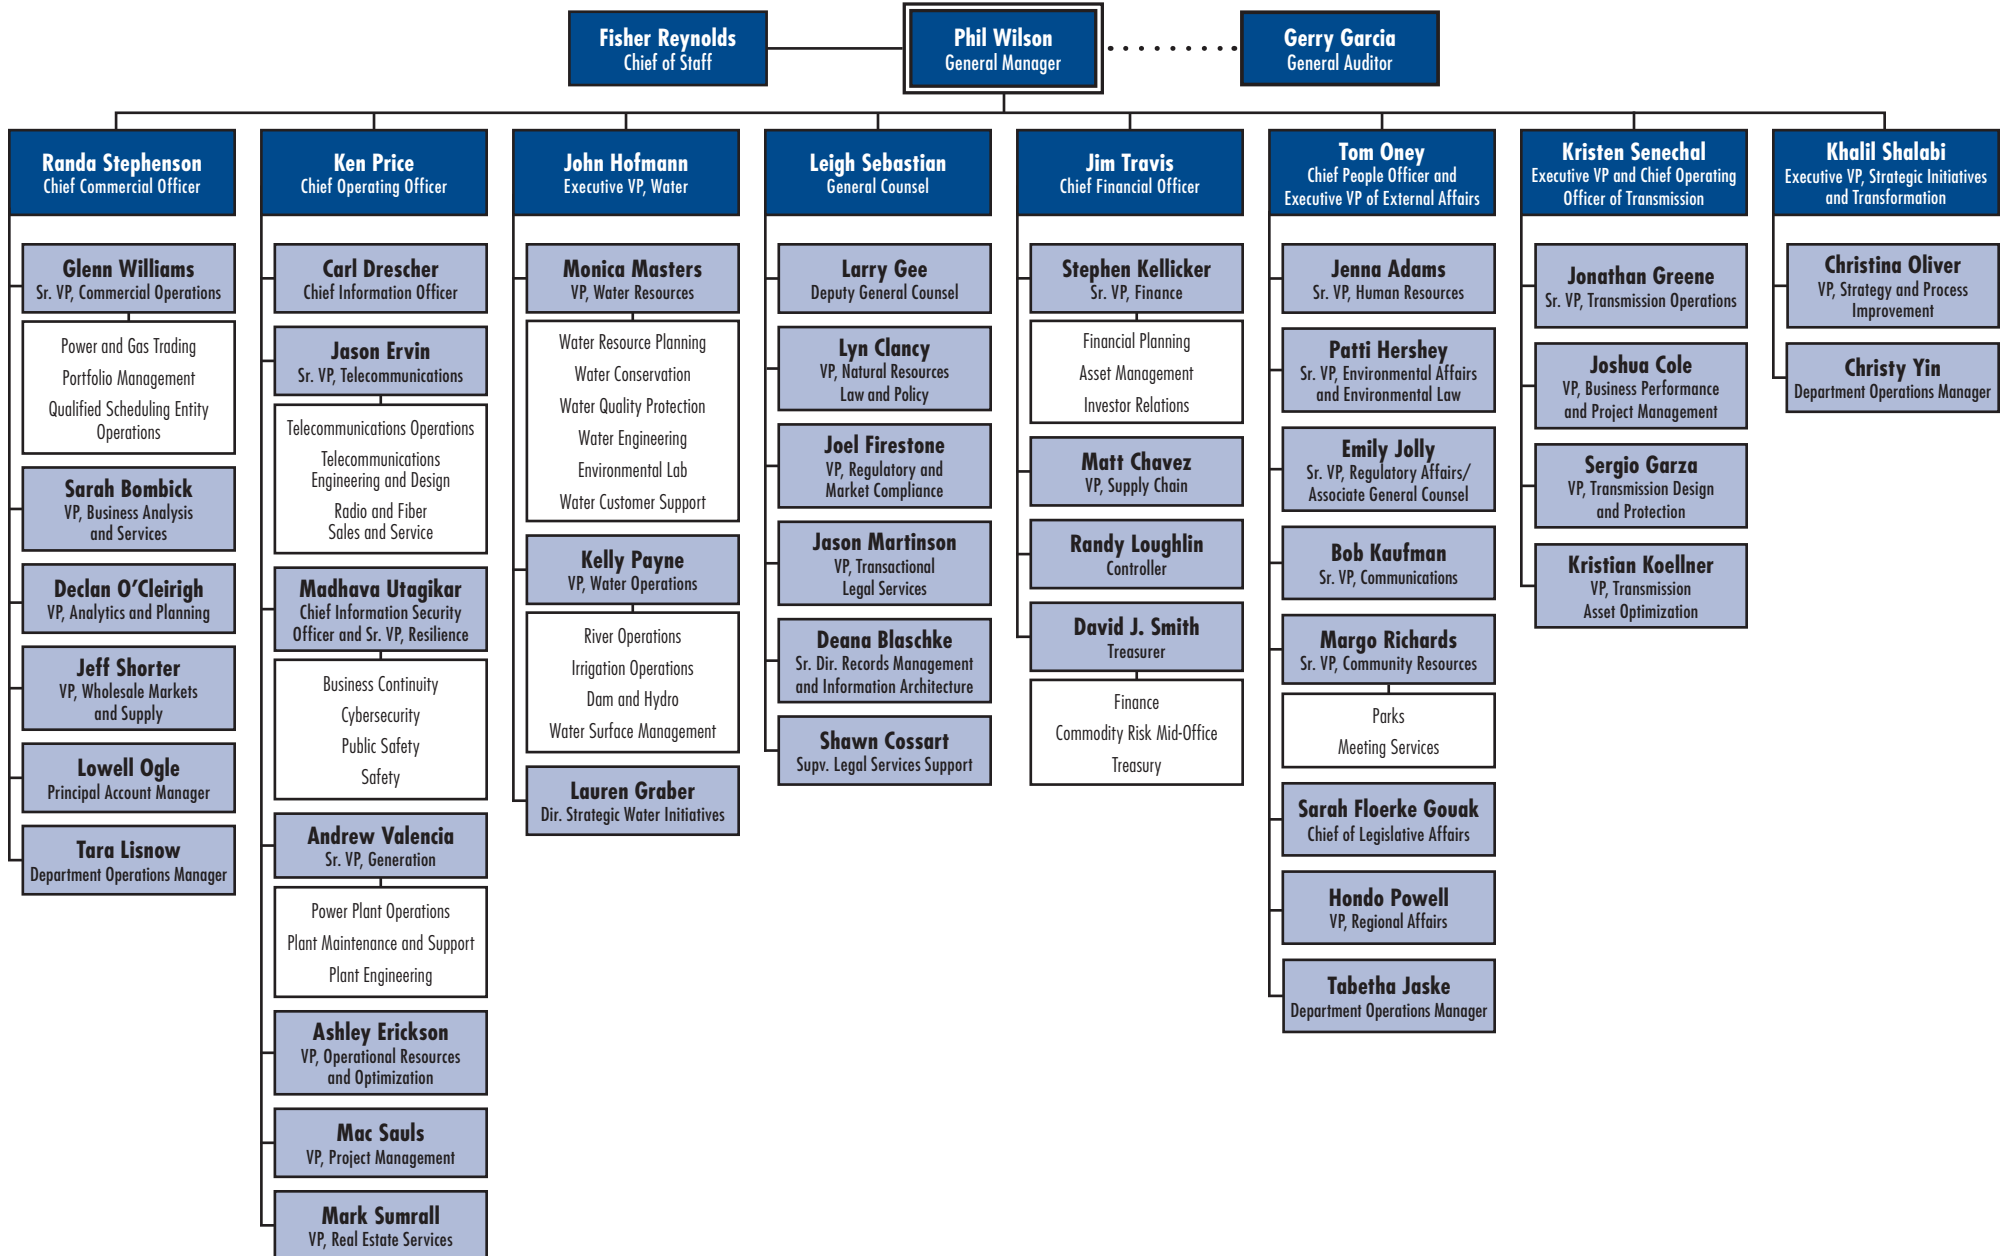 Fisher Reynolds
Chief of Staff
Phil Wilson
General Manager
Gerry Garcia
General Auditor
Randa Stephenson
Chief Commercial Officer
Glenn Williams
Sr. VP, Commercial Operations
Power and Gas Trading
Portfolio Management
Qualified Scheduling Entity
Operations
Sarah Bombick
VP, Business Analysis
and Services
Declan O’Cleirigh
VP, Analytics and Planning
Jeff Shorter
VP, Wholesale Markets
and Supply
Lowell Ogle
Principal Account Manager
Tara Lisnow
Department Operations Manager
Ken Price
Chief Operating Officer
Carl Drescher
Chief Information Officer
Jason Ervin
Sr. VP, Telecommunications
Telecommunications Operations
Telecommunications
Engineering and Design
Radio and Fiber
Sales and Service
Madhava Utagikar
Chief Information Security
Officer and Sr. VP, Resilience
Business Continuity
Cybersecurity
Public Safety
Safety
Andrew Valencia
Sr. VP, Generation
Power Plant Operations
Plant Maintenance and Support
Plant Engineering
Ashley Erickson
VP, Operational Resources
and Optimization
Mac Sauls
VP, Project Management
Mark Sumrall
VP, Real Estate Services
John Hofmann
Executive VP, Water
Monica Masters
VP, Water Resources
Water Resource Planning
Water Conservation
Water Quality Protection
Water Engineering
Environmental Lab
Water Customer Support
Kelly Payne
VP, Water Operations
River Operations
Irrigation Operations
Dam and Hydro
Water Surface Management
Lauren Graber
Dir. Strategic Water Initiatives
Leigh Sebastian
General Counsel
Larry Gee
Deputy General Counsel
Lyn Clancy
VP, Natural Resources
Law and Policy
Joel Firestone
VP, Regulatory and
Market Compliance
Jason Martinson
VP, Transactional
Legal Services
Deana Blaschke
Sr. Dir. Records Management
and Information Architecture
Shawn Cossart
Supv. Legal Services Support
Jim Travis
Chief Financial Officer
Stephen Kellicker
Sr. VP, Finance
Financial Planning
Asset Management
Investor Relations
Matt Chavez
VP, Supply Chain
Randy Loughlin
Controller
David J. Smith
Treasurer
Finance
Commodity Risk Mid-Office
Treasury
Tom Oney
Chief People Officer and
Executive VP of External Affairs
Jenna Adams
Sr. VP, Human Resources
Patti Hershey
Sr. VP, Environmental Affairs
and Environmental Law
Emily Jolly
Sr. VP, Regulatory Affairs/
Associate General Counsel
Bob Kaufman
Sr. VP, Communications
Margo Richards
Sr. VP, Community Resources
Parks
Meeting Services
Sarah Floerke Gouak
Chief of Legislative Affairs
Hondo Powell
VP, Regional Affairs
Tabetha Jaske
Department Operations Manager
Kristen Senechal
Executive VP and Chief Operating
Officer of Transmission
Jonathan Greene
Sr. VP, Transmission Operations
Joshua Cole
VP, Business Performance
and Project Management
Sergio Garza
VP, Transmission Design
and Protection
Kristian Koellner
VP, Transmission
Asset Optimization
Khalil Shalabi
Executive VP, Strategic Initiatives
and Transformation
Christina Oliver
VP, Strategy and Process
Improvement
Christy Yin
Department Operations Manager